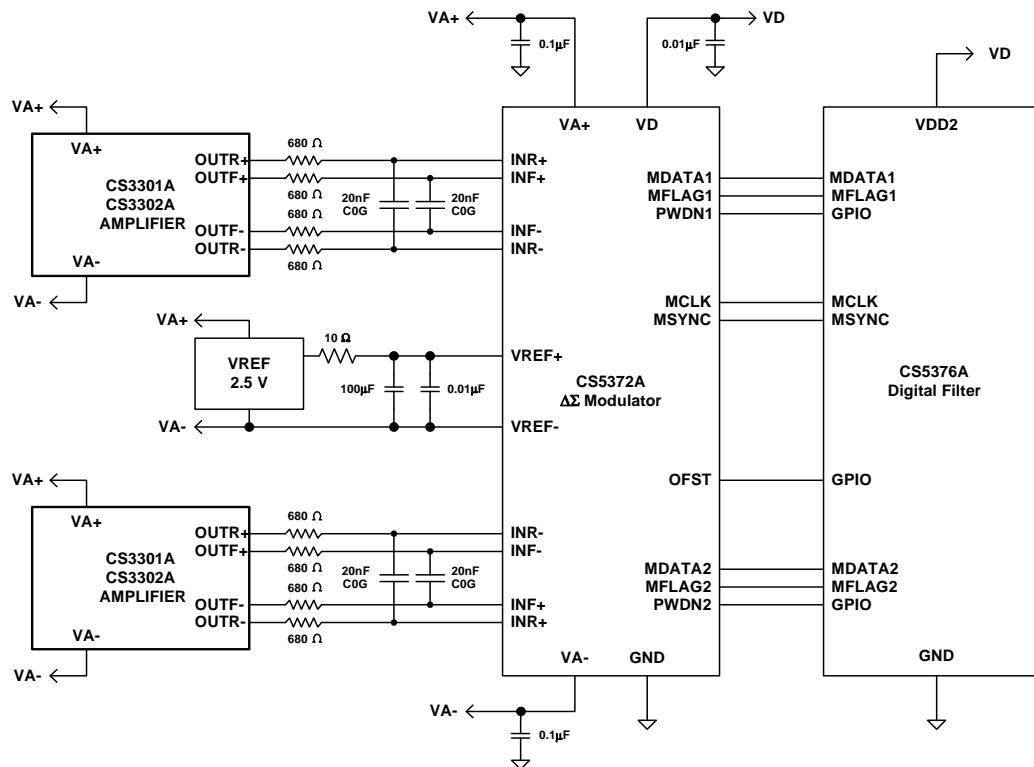 VA+
0.1µF
VD
0.01µF
VD
VA+
VA+
VD
VDD2
VA+
CS3301A
CS3302A
AMPLIFIER
VA-
VA-
OUTR+
OUTF+
OUTF-
OUTR-
680 Ω
680 Ω
680 Ω
680 Ω
20nF
C0G
20nF
C0G
INR+
INF+
INF-
INR-
MDATA1
MFLAG1
PWDN1
MDATA1
MFLAG1
GPIO
MCLK
MSYNC
MCLK
MSYNC
VA+
VREF
2.5 V
VA-
10 Ω
100µF
0.01µF
VREF+
VREF-
CS5372A
ΔΣ Modulator
CS5376A
Digital Filter
OFST
GPIO
VA+
VA+
CS3301A
CS3302A
AMPLIFIER
VA-
VA-
OUTR+
OUTF+
OUTF-
OUTR-
680 Ω
680 Ω
680 Ω
680 Ω
20nF
C0G
20nF
C0G
INR-
INF-
INF+
INR+
MDATA2
MFLAG2
PWDN2
MDATA2
MFLAG2
GPIO
VA-
GND
GND
VA-
0.1µF